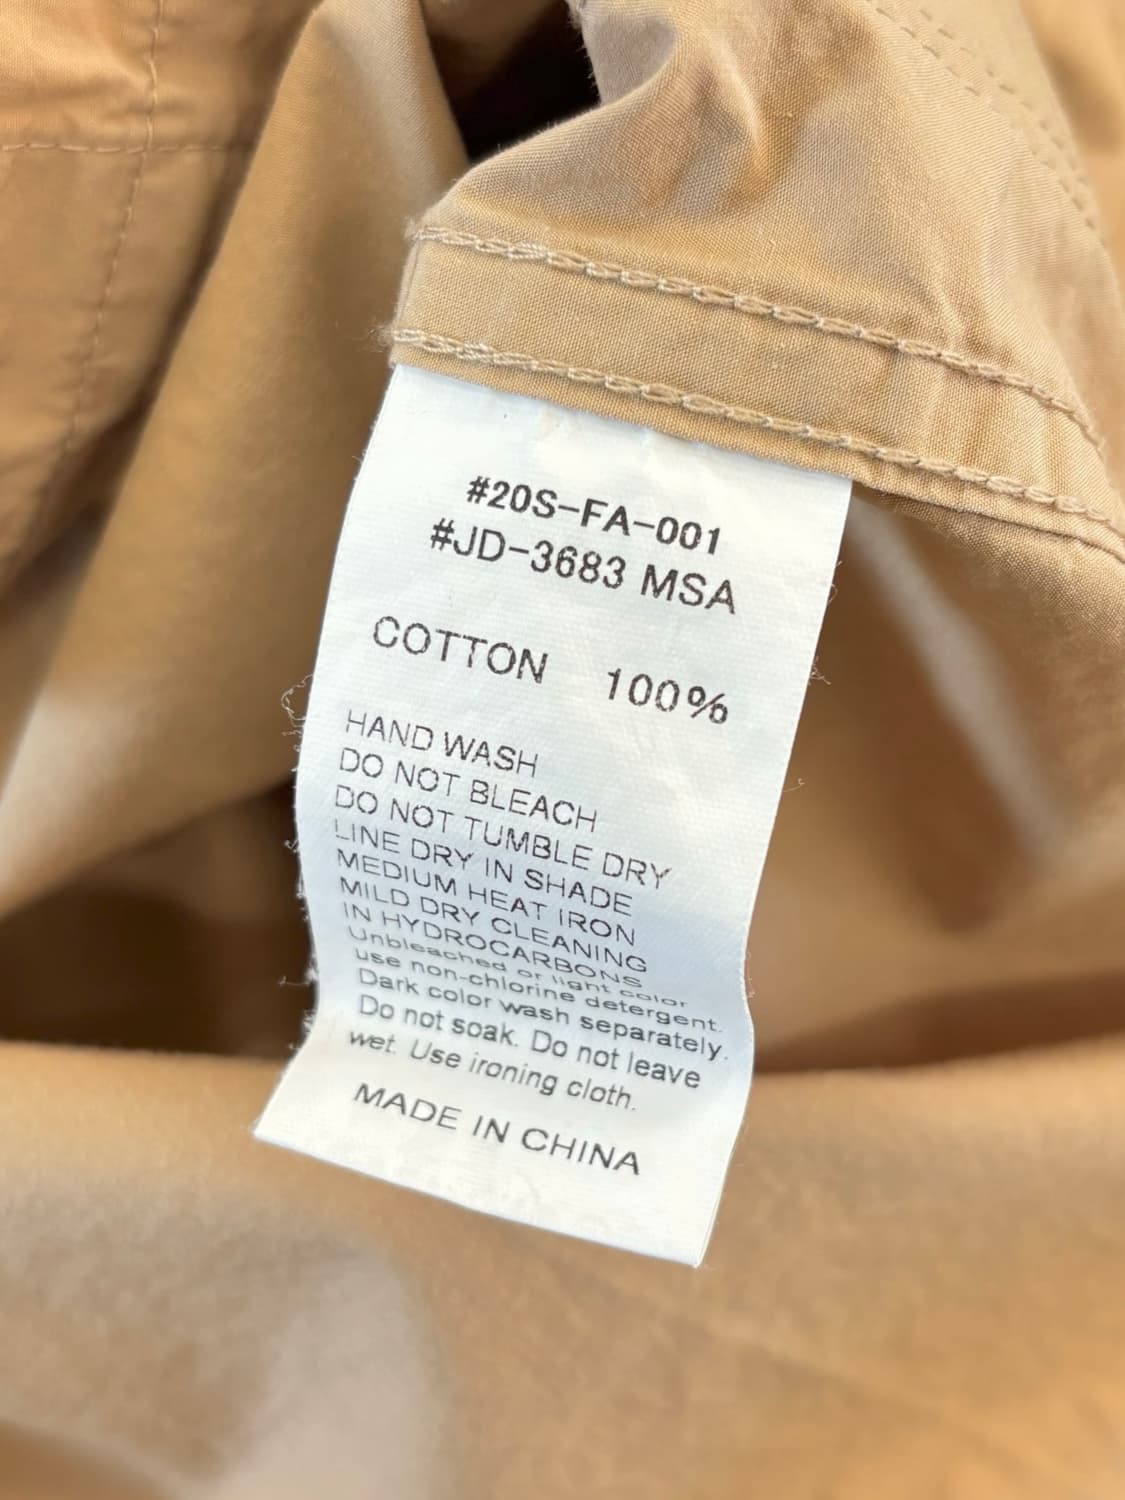 #20S-FA-001
#JD-3683 MSA
COTTON 100%
HAND WASH
DO NOT BLEACH
DO NOT TUMBLE DRY
LINE DRY IN SHADE
MEDIUM HEAT IRON
MILD DRY CLEANING
IN HYDROCARBONS
Unbleached or light color
use non-chlorine detergent.
Dark color wash separately.
Do not soak. Do not leave
wet. Use ironing cloth.
MADE IN CHINA